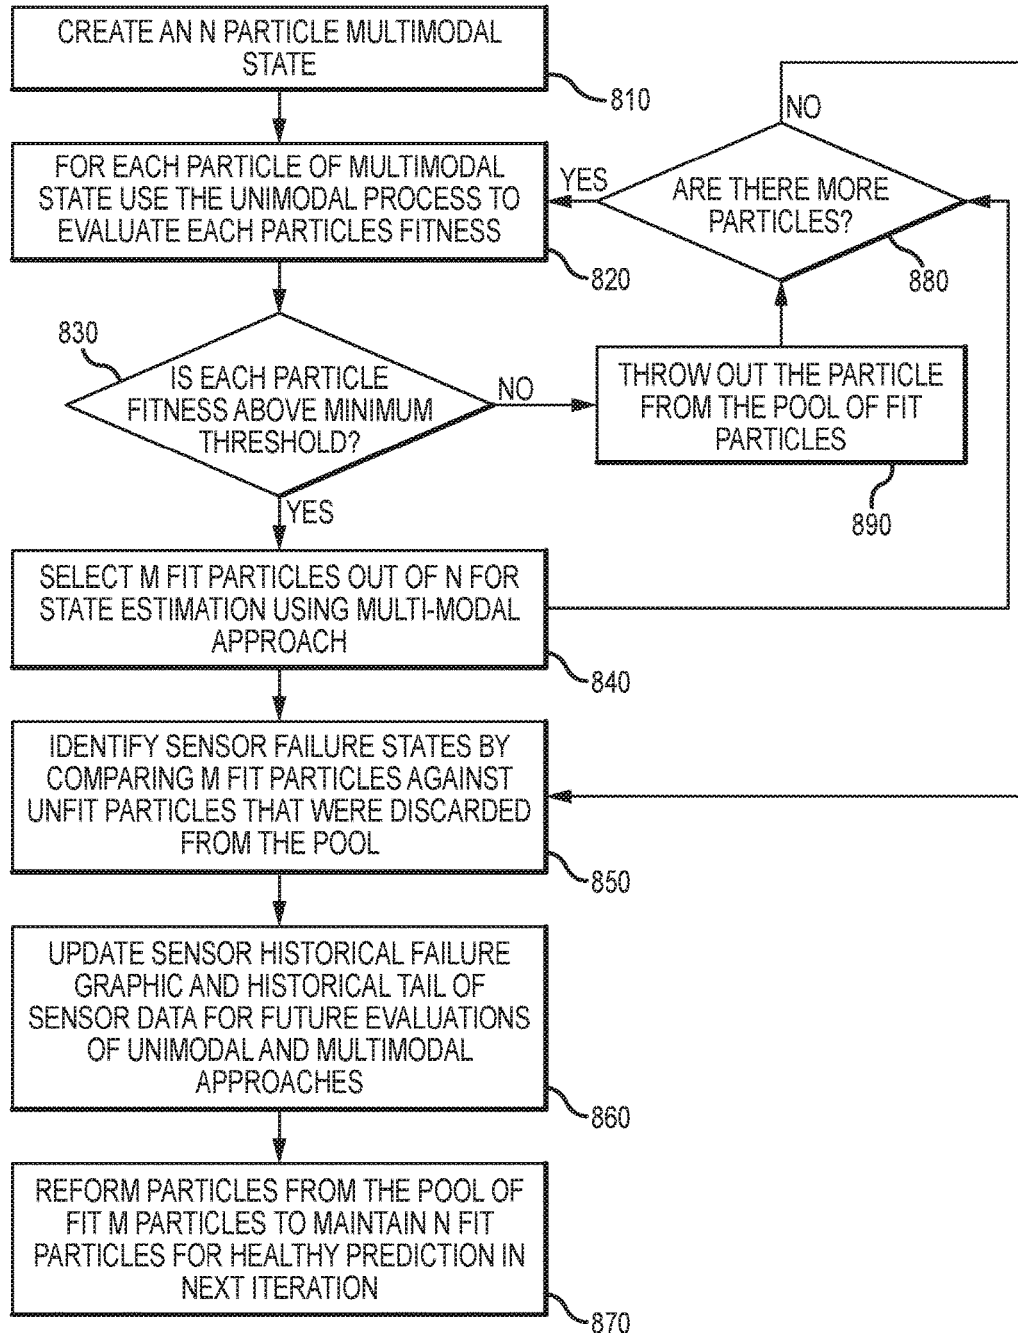 CREATE AN N PARTICLE MULTIMODAL
STATE
810
FOR EACH PARTICLE OF MULTIMODAL
STATE USE THE UNIMODAL PROCESS TO
EVALUATE EACH PARTICLES FITNESS
820
YES
NO
ARE THERE MORE
PARTICLES?
880
830
IS EACH PARTICLE
FITNESS ABOVE MINIMUM
THRESHOLD?
NO
YES
THROW OUT THE PARTICLE
FROM THE POOL OF FIT
PARTICLES
890
SELECT M FIT PARTICLES OUT OF N FOR
STATE ESTIMATION USING MULTI-MODAL
APPROACH
840
IDENTIFY SENSOR FAILURE STATES BY
COMPARING M FIT PARTICLES AGAINST
UNFIT PARTICLES THAT WERE DISCARDED
FROM THE POOL
850
UPDATE SENSOR HISTORICAL FAILURE
GRAPHIC AND HISTORICAL TAIL OF
SENSOR DATA FOR FUTURE EVALUATIONS
OF UNIMODAL AND MULTIMODAL
APPROACHES
860
REFORM PARTICLES FROM THE POOL OF
FIT M PARTICLES TO MAINTAIN N FIT
PARTICLES FOR HEALTHY PREDICTION IN
NEXT ITERATION
870